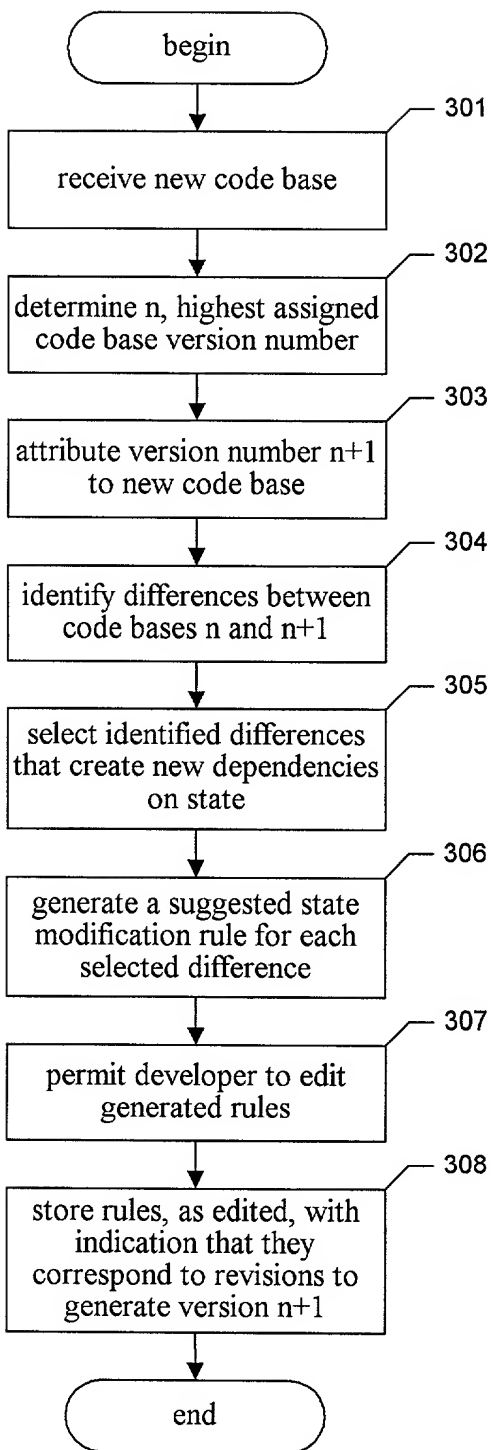 begin
301
receive new code base
302
determine n, highest assigned
code base version number
303
attribute version number n+1
to new code base
304
identify differences between
code bases n and n+1
305
select identified differences
that create new dependencies
on state
306
generate a suggested state
modification rule for each
selected difference
307
permit developer to edit
generated rules
308
store rules, as edited, with
indication that they
correspond to revisions to
generate version n+1
end